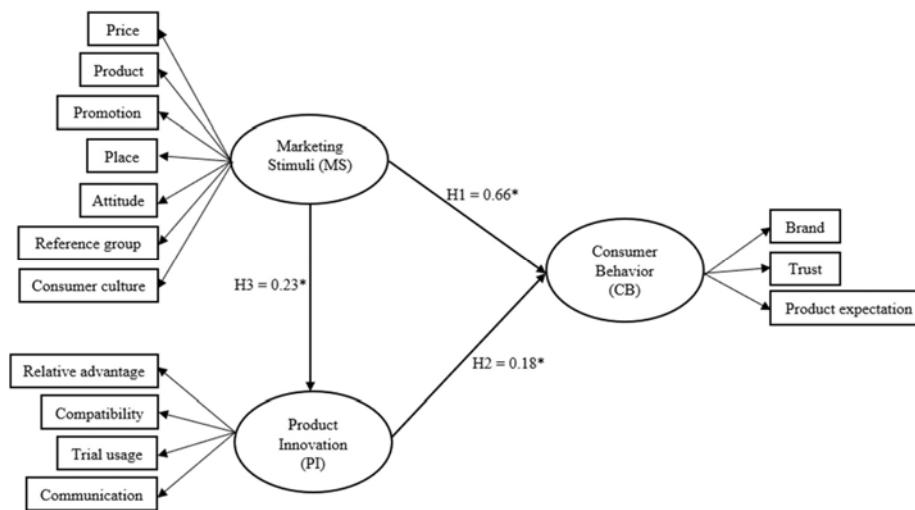 Price
Product
Promotion
Place
Attitude
Reference group
Consumer culture
Marketing
Stimuli (MS)
H1 = 0.66*
Consumer
Behavior
(CB)
Brand
Trust
Product expectation
H3 = 0.23*
H2 = 0.18*
Relative advantage
Compatibility
Trial usage
Communication
Product
Innovation
(PI)